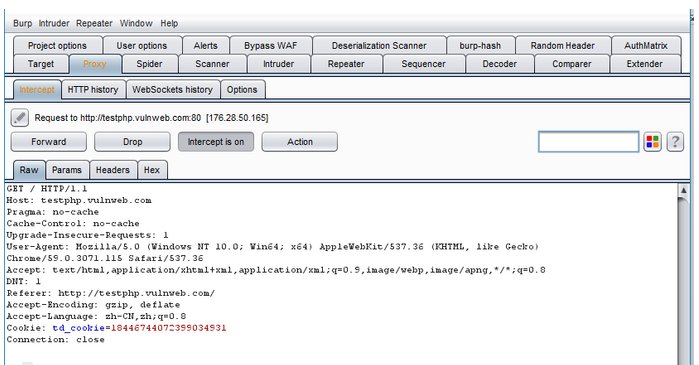 Burp Intruder Repeater Window Help
Project options User options Alerts Bypass WAF Deserialization Scanner burp-hash Random Header AuthMatrix
Target Proxy Spider Scanner Intruder Repeater Sequencer Decoder Comparer Extender
Intercept HTTP history WebSockets history Options
Request to http://testphp.vulnweb.com:80 [176.28.50.165]
Forward Drop Intercept is on Action ?
Raw Params Headers Hex
GET / HTTP/1.1
Host: testphp.vulnweb.com
Pragma: no-cache
Cache-Control: no-cache
Upgrade-Insecure-Requests: 1
User-Agent: Mozilla/5.0 (Windows NT 10.0; Win64; x64) AppleWebKit/537.36 (KHTML, like Gecko)
Chrome/59.0.3071.115 Safari/537.36
Accept: text/html,application/xhtml+xml,application/xml;q=0.9,image/webp,image/apng,*/*;q=0.8
DNT: 1
Referer: http://testphp.vulnweb.com/
Accept-Encoding: gzip, deflate
Accept-Language: zh-CN,zh;q=0.8
Cookie: td_cookie=18446744072399034931
Connection: close